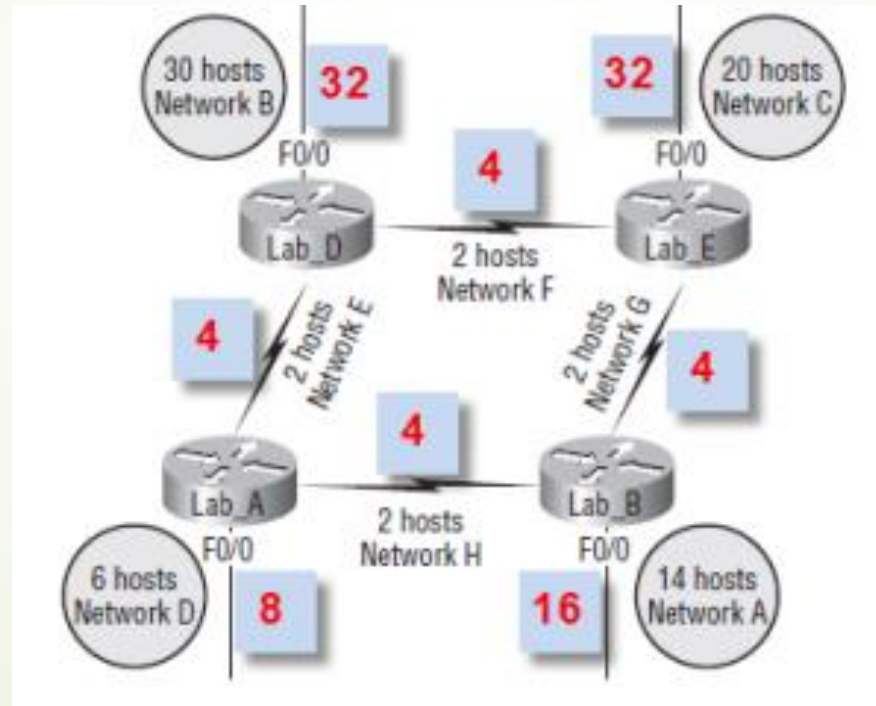 30 hosts
Network B
32
32
20 hosts
Network C
F0/0
4
F0/0
Lab_D
Lab_E
2 hosts
Network F
4
2 hosts
Network E
2 hosts
Network G
4
4
Lab_A
Lab_B
2 hosts
Network H
F0/0
F0/0
6 hosts
Network D
8
16
14 hosts
Network A